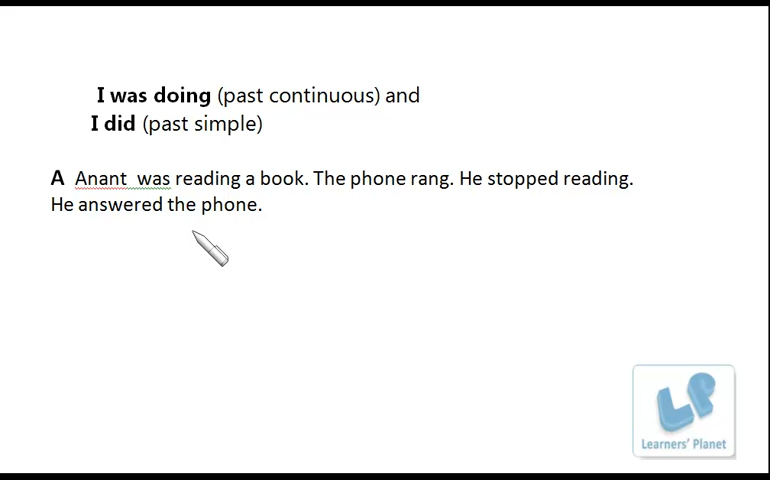 I was doing (past continuous) and
I did (past simple)
A Anant was reading a book. The phone rang. He stopped reading.
He answered the phone.
LP
Learners' Planet